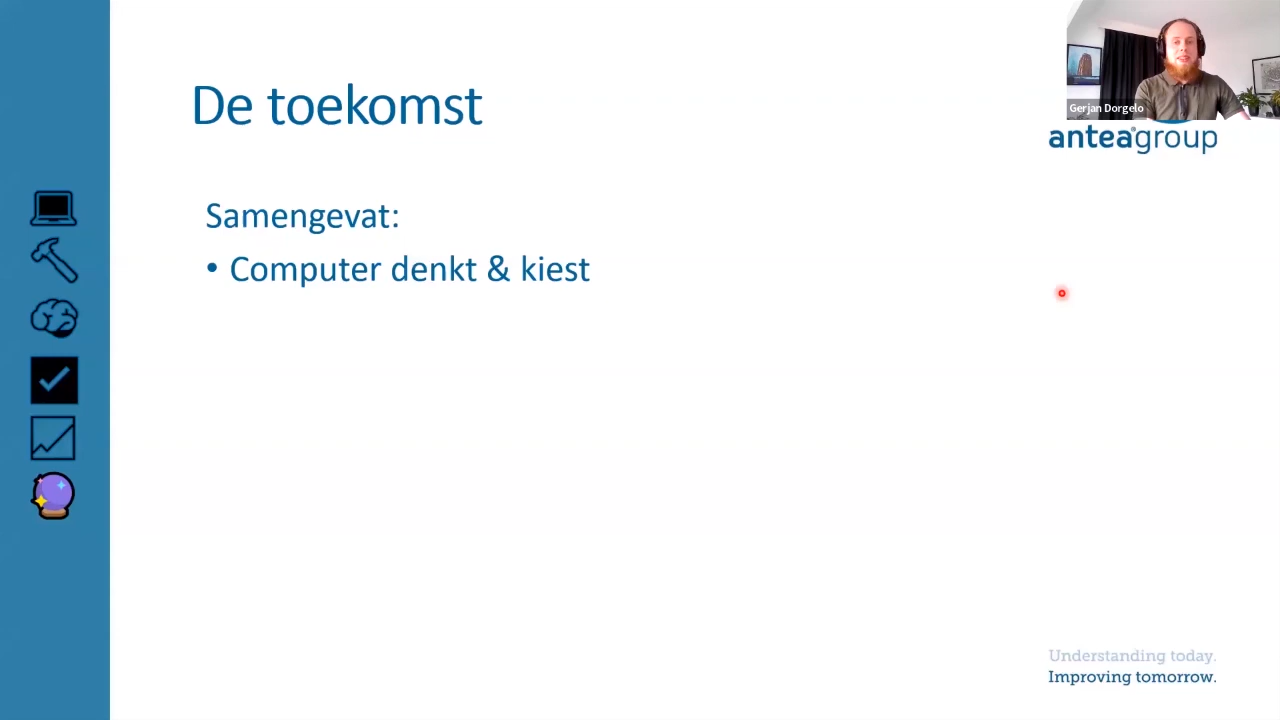 De toekomst
Gerjan Dorgelo
anteagroup
Samengevat:
• Computer denkt & kiest
Understanding today.
Improving tomorrow.